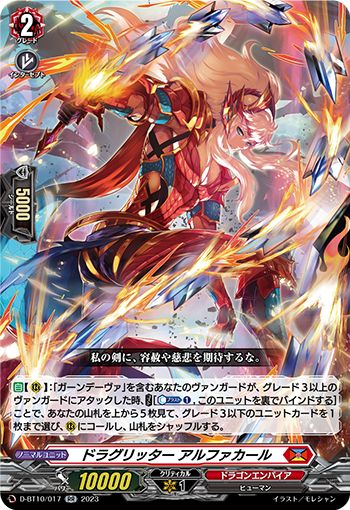 2
グレード
インターセプト
シールド
5000
私の剣に、容赦や慈悲を期待するな。
【自】【(R)】：「ガーンデーヴァ」を含むあなたのヴァンガードが、グレード３以上の
ヴァンガードにアタックした時、【コスト】[CB1，このユニットを裏でバインドする]
ことで、あなたの山札を上から５枚見て、グレード３以下のユニットカードを１
枚まで選び、(R)にコールし、山札をシャッフルする。
ノーマルユニット
ドラグリッター アルファカール
パワー 10000
クリティカル 1
ドラゴンエンパイア
ヒューマン
D-BT10/017 RR 2023
イラスト／モレシャン